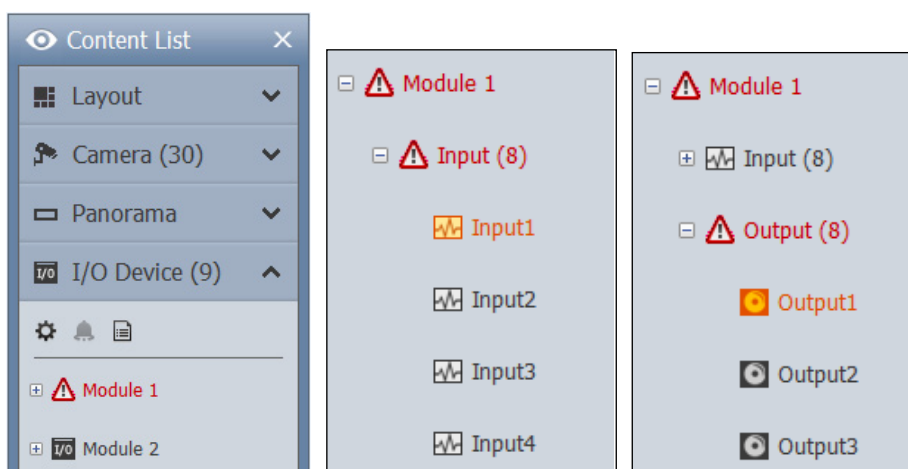 Content List
Layout
Camera (30)
Panorama
I/O Device (9)
Module 1
I/O Module 2
Module 1
Input (8)
Input1
Input2
Input3
Input4
Module 1
Input (8)
Output (8)
Output1
Output2
Output3